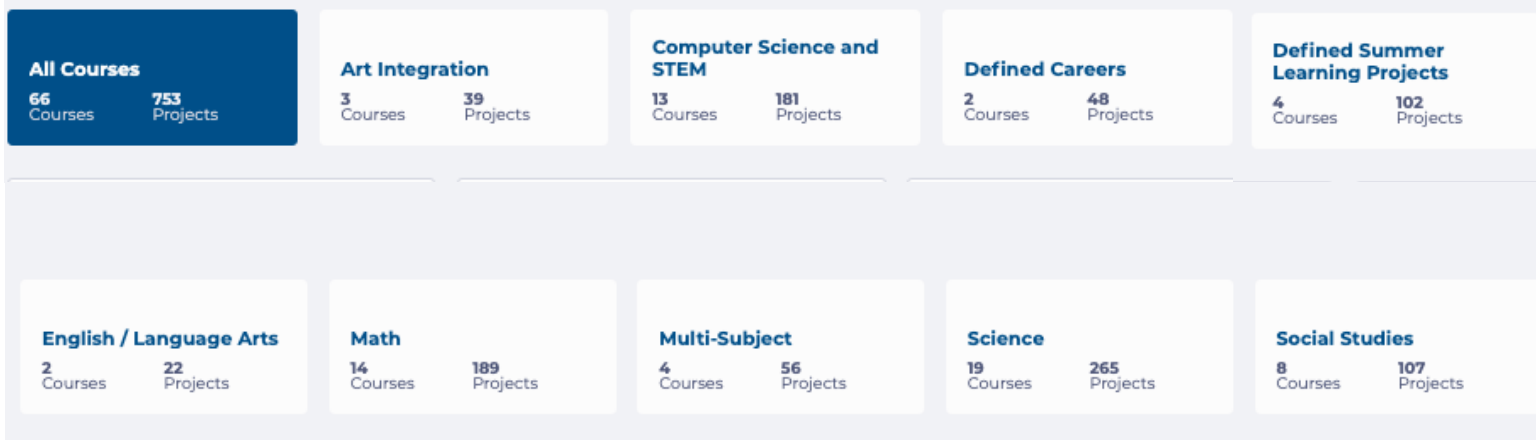 All Courses
66 753
Courses Projects
Art Integration
3 39
Courses Projects
Computer Science and
STEM
13 181
Courses Projects
Defined Careers
2 48
Courses Projects
Defined Summer
Learning Projects
4 102
Courses Projects
English / Language Arts
2 22
Courses Projects
Math
14 189
Courses Projects
Multi-Subject
4 56
Courses Projects
Science
19 265
Courses Projects
Social Studies
8 107
Courses Projects